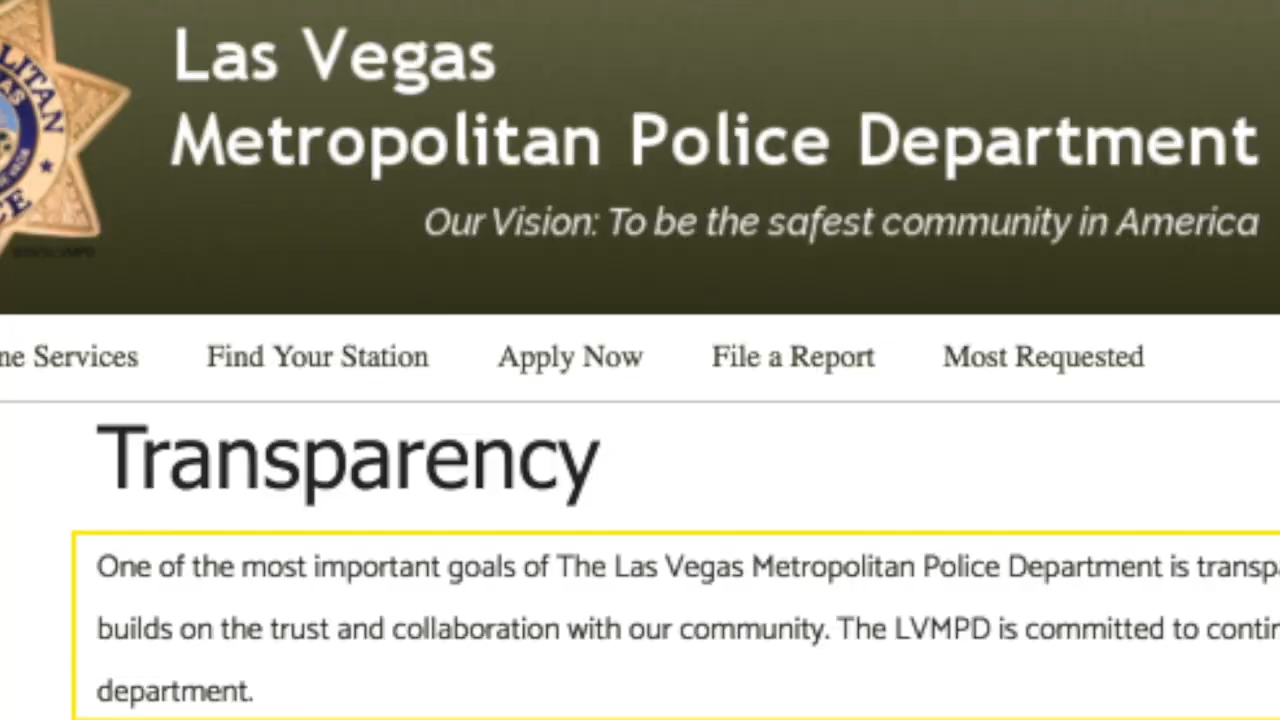 Las Vegas
Metropolitan Police Department
Our Vision: To be the safest community in America
Services
Find Your Station
Apply Now
File a Report
Most Requested
Transparency
One of the most important goals of The Las Vegas Metropolitan Police Department is
builds on the trust and collaboration with our community. The LVMPD is committed to
department.